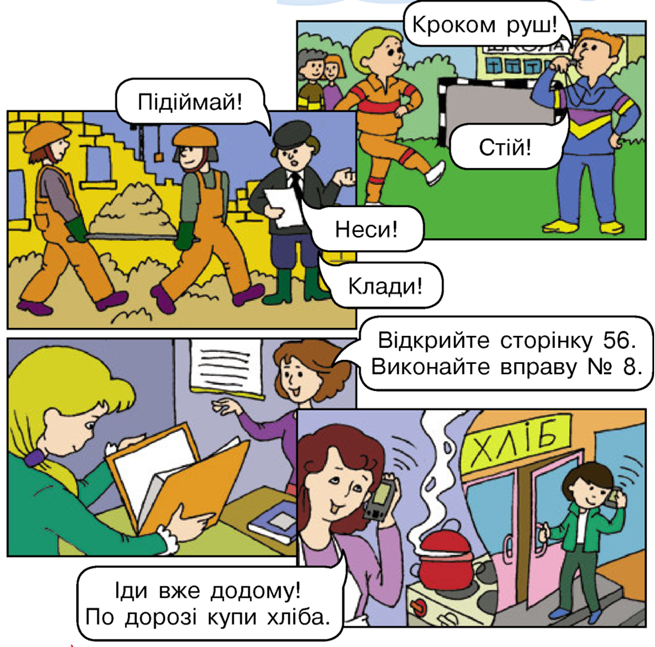 Кроком руш!
ШКОЛА
Стій!
Підіймай!
Неси!
Клади!
Відкрийте сторінку 56.
Виконайте вправу № 8.
ХЛІБ
Іди вже додому!
По дорозі купи хліба.